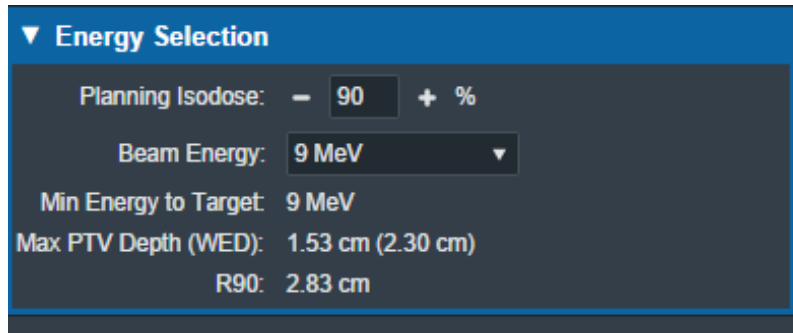 ▼ Energy Selection
Planning Isodose: − 90 + %
Beam Energy: 9 MeV ▼
Min Energy to Target: 9 MeV
Max PTV Depth (WED): 1.53 cm (2.30 cm)
R90: 2.83 cm